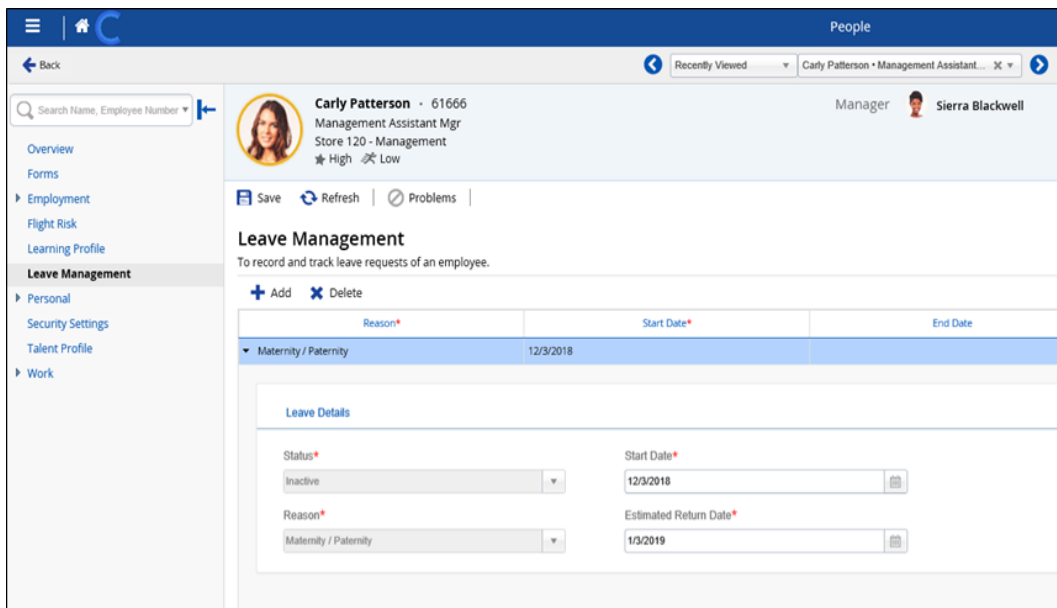 People
Back
Recently Viewed
Carly Patterson • Management Assistant...
Search Name, Employee Number
Overview
Forms
Employment
Flight Risk
Learning Profile
Leave Management
Personal
Security Settings
Talent Profile
Work
Carly Patterson · 61666
Management Assistant Mgr
Store 120 - Management
High Low
Manager Sierra Blackwell
Save Refresh Problems
Leave Management
To record and track leave requests of an employee.
Add Delete
Reason* Start Date* End Date
Maternity / Paternity 12/3/2018
Leave Details
Status* Start Date*
Inactive 12/3/2018
Reason* Estimated Return Date*
Maternity / Paternity 1/3/2019